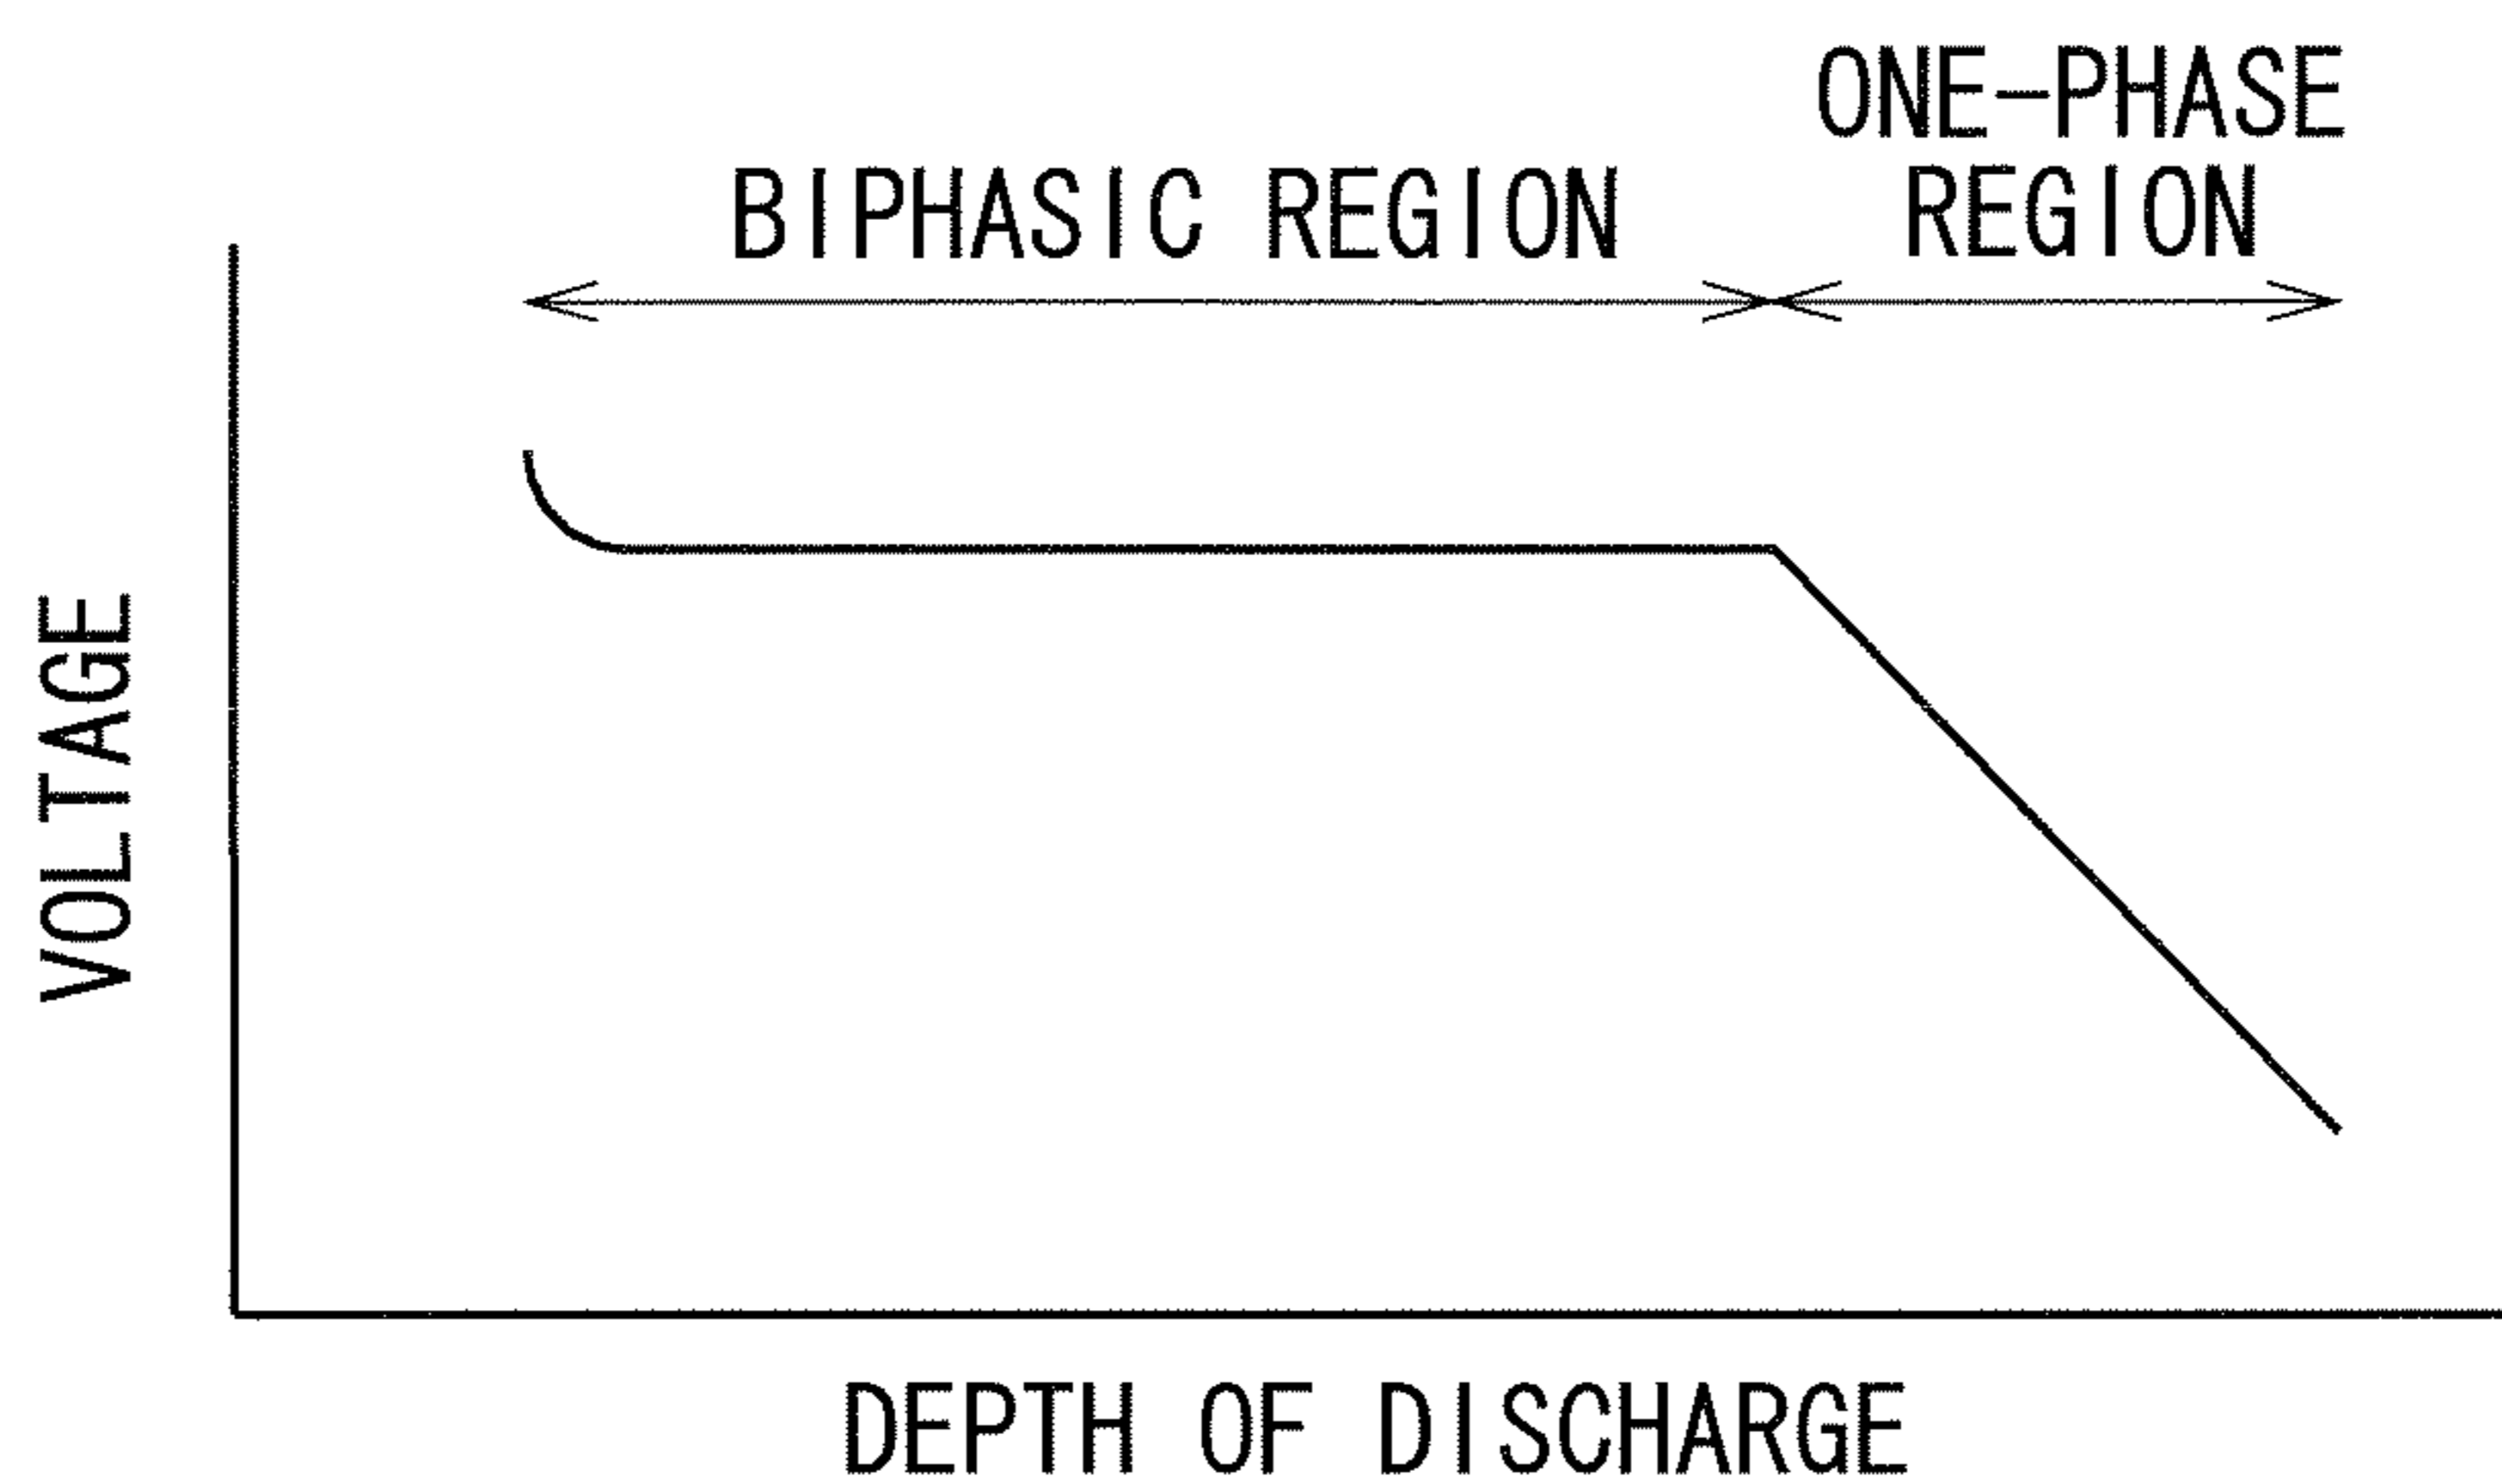 ONE-PHASE
REGION
BIPHASIC REGION
VOLTAGE
DEPTH OF DISCHARGE